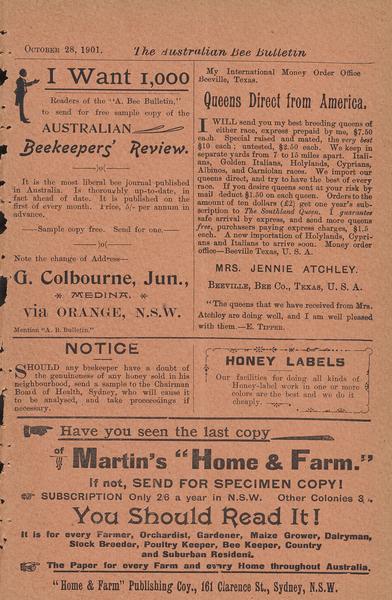 October 28, 1901.
The Australian Bee Bulletin
I Want 1,000
Readers of the "A. Bee Bulletin,"
to send for free sample copy of the
AUSTRALIAN
Beekeepers' Review.
It is the most liberal bee journal published
in Australia. Is thoroughly up-to-date, in
fact ahead of date. It is published on the
first of every month. Price, 5/- per annum in
advance.
Sample copy free. Send for one.
Note the change of Address—
G. Colbourne, Jun.,
MEDINA,
via ORANGE, N.S.W.
Mention "A. B. Bulletin."
My International Money Order Office
Beeville, Texas.
Queens Direct from America.
I WILL send you my best breeding queens of
either race, express prepaid by me, $7.50
each. Special raised and mated, the very best
$10 each; untested, $2.50 each. We keep in
separate yards from 7 to 15 miles apart. Itali-
ans, Golden Italians, Holylands, Cyprians,
Albinos, and Carniolan races. We import our
queens direct, and try to have the best of every
race. If you desire queens sent at your risk by
mail deduct $1.50 on each queen. Orders to the
amount of ten dollars (£2) get one year's sub-
scription to The Southland Queen. I guarantee
safe arrival by express, and send more queens
free, purchasers paying express charges, $1.5
each. A new importation of Holylands, Cypri-
ans and Italians to arrive soon. Money order
office—Beeville Texas, U. S. A.
MRS. JENNIE ATCHLEY.
Beeville, Bee Co., Texas, U. S. A.
"The queens that we have received from Mrs.
Atchley are doing well, and I am well pleased
with them.—E. Tipper.
NOTICE
SHOULD any beekeeper have a doubt of
the genuineness of any honey sold in his
neighbourhood, send a sample to the Chairman
Board of Health, Sydney, who will cause it
to be analysed, and take proceedings if
necessary.
HONEY LABELS
Our facilities for doing all kinds of
Honey-label work in one or more
colors are the best and we do it
cheaply.
Have you seen the last copy
of Martin's "Home & Farm."
If not, SEND FOR SPECIMEN COPY!
SUBSCRIPTION Only 2/6 a year in N.S.W. Other Colonies 3/-
You Should Read It!
It is for every Farmer, Orchardist, Gardener, Maize Grower, Dairyman,
Stock Breeder, Poultry Keeper, Bee Keeper, Country
and Suburban Resident.
The Paper for every Farm and every Home throughout Australia.
"Home & Farm" Publishing Coy., 161 Clarence St., Sydney, N.S.W.